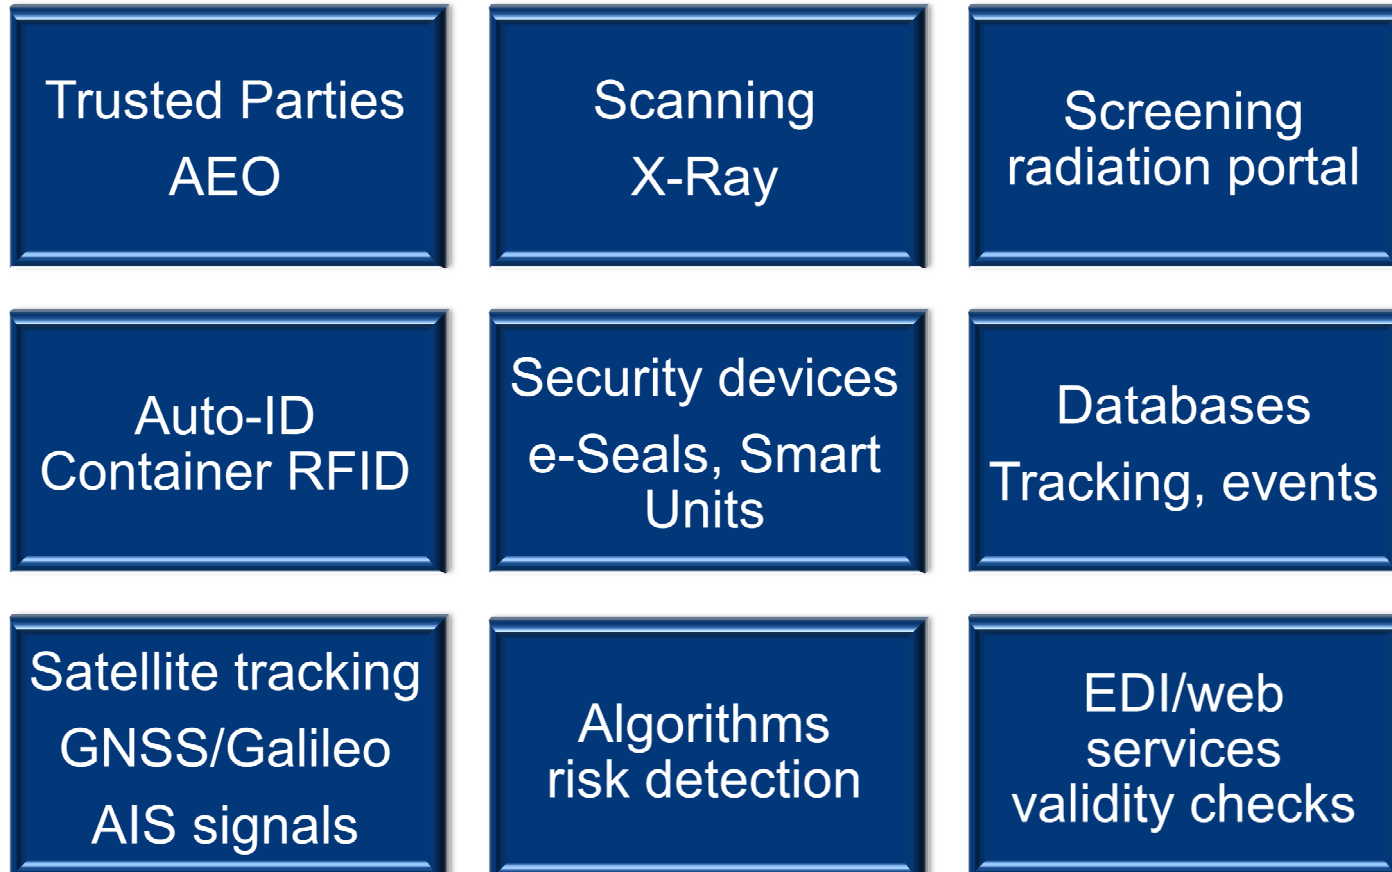 Trusted Parties
AEO
Scanning
X-Ray
Screening
radiation portal
Auto-ID
Container RFID
Security devices
e-Seals, Smart
Units
Databases
Tracking, events
Satellite tracking
GNSS/Galileo
AIS signals
Algorithms
risk detection
EDI/web
services
validity checks